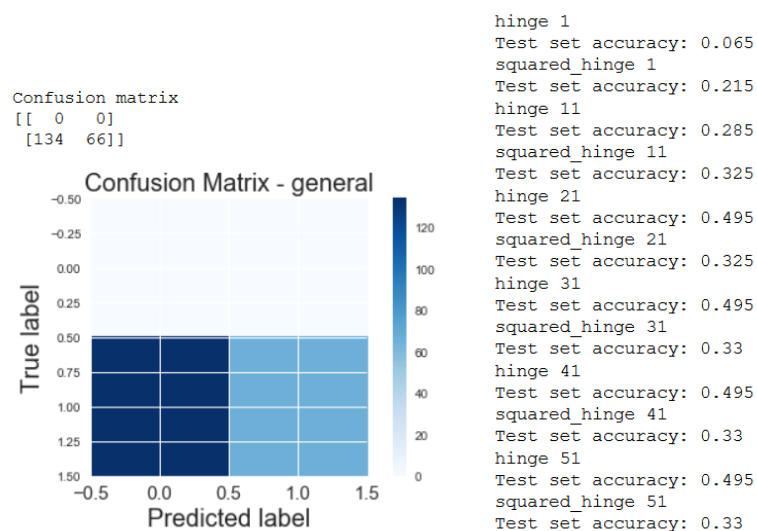 Confusion matrix
[[ 0 0]
[134 66]]
Confusion Matrix - general
-0.50
-0.25
0.00
0.25
0.50
0.75
1.00
1.25
1.50
True label
-0.5 0.0 0.5 1.0 1.5
Predicted label
120
100
80
60
40
20
0
hinge 1
Test set accuracy: 0.065
squared_hinge 1
Test set accuracy: 0.215
hinge 11
Test set accuracy: 0.285
squared_hinge 11
Test set accuracy: 0.325
hinge 21
Test set accuracy: 0.495
squared_hinge 21
Test set accuracy: 0.325
hinge 31
Test set accuracy: 0.495
squared_hinge 31
Test set accuracy: 0.33
hinge 41
Test set accuracy: 0.495
squared_hinge 41
Test set accuracy: 0.33
hinge 51
Test set accuracy: 0.495
squared_hinge 51
Test set accuracy: 0.33